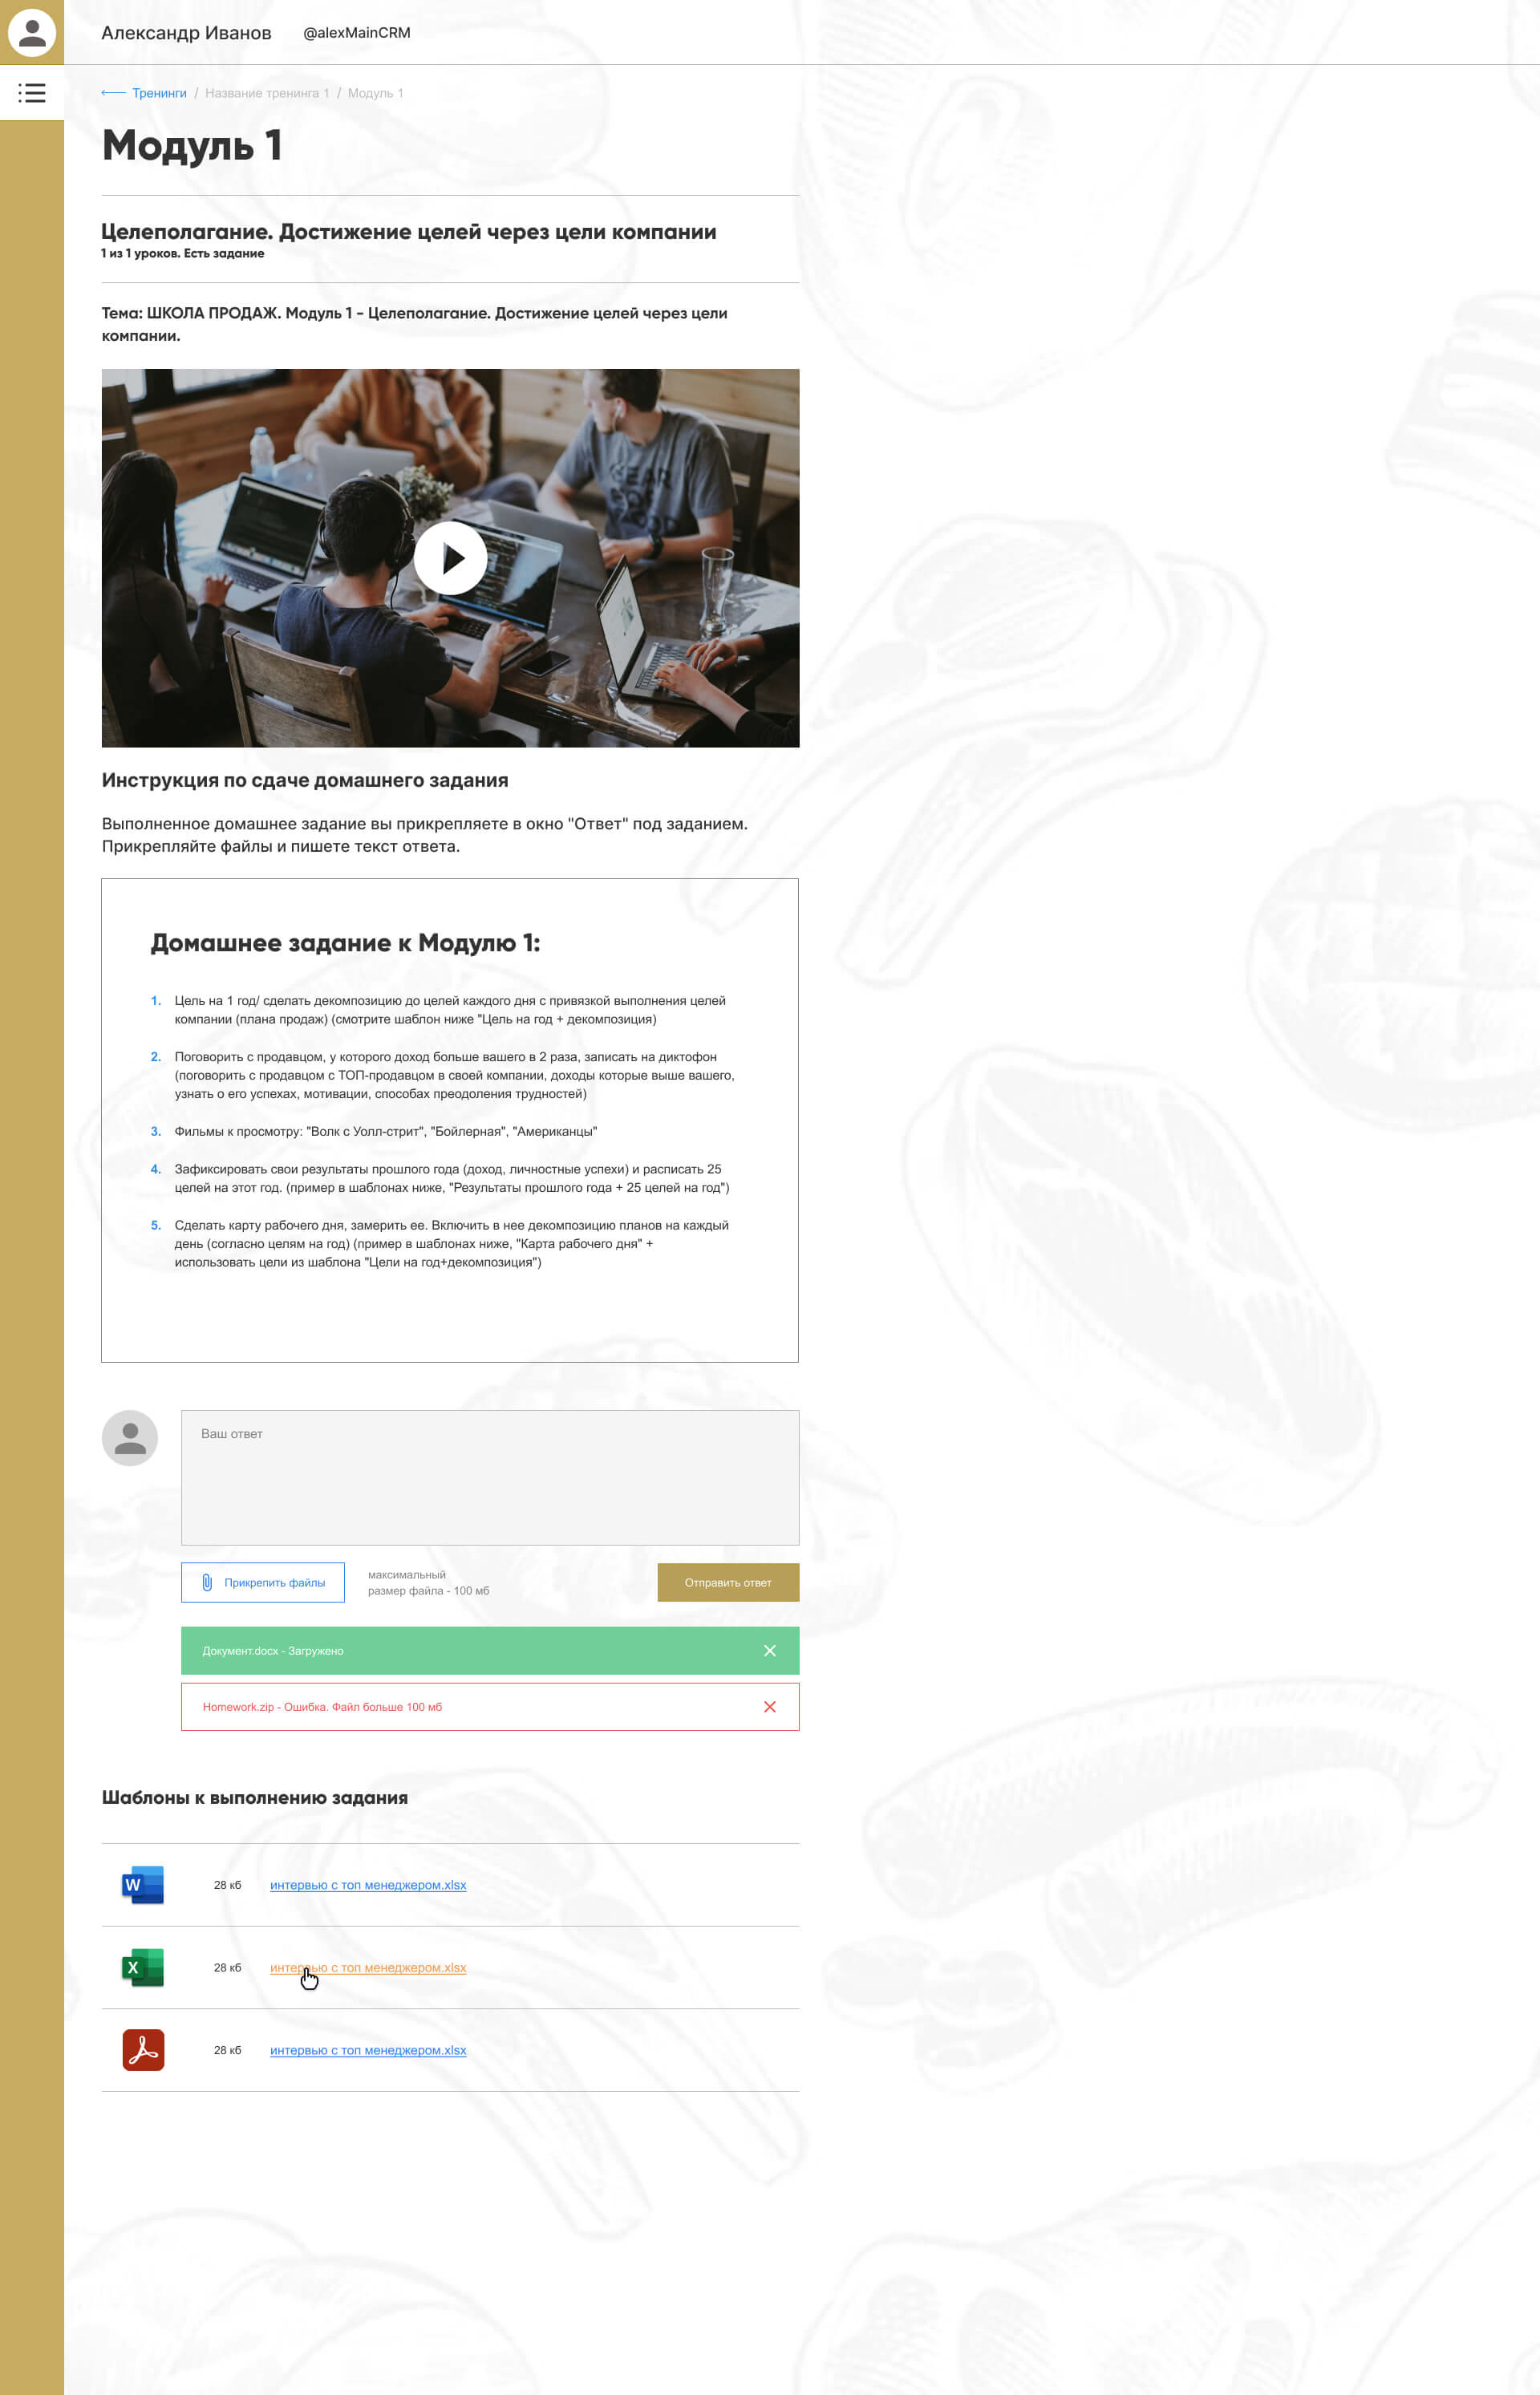 Александр Иванов @alexMainCRM
Тренинги / Название тренинга 1 / Модуль 1
Модуль 1
Целеполагание. Достижение целей через цели компании
1 из 1 уроков. Есть задание
Тема: ШКОЛА ПРОДАЖ. Модуль 1 - Целеполагание. Достижение целей через цели
компании.
Инструкция по сдаче домашнего задания
Выполненное домашнее задание вы прикрепляете в окно "Ответ" под заданием.
Прикрепляйте файлы и пишете текст ответа.
Домашнее задание к Модулю 1:
1. Цель на 1 год/ сделать декомпозицию до целей каждого дня с привязкой выполнения целей
компании (плана продаж) (смотрите шаблон ниже "Цель на год + декомпозиция)
2. Поговорить с продавцом, у которого доход больше вашего в 2 раза, записать на диктофон
(поговорить с продавцом с ТОП-продавцом в своей компании, доходы которые выше вашего,
узнать о его успехах, мотивации, способах преодоления трудностей)
3. Фильмы к просмотру: "Волк с Уолл-стрит", "Бойлерная", "Американцы"
4. Зафиксировать свои результаты прошлого года (доход, личностные успехи) и расписать 25
целей на этот год. (пример в шаблонах ниже, "Результаты прошлого года + 25 целей на год")
5. Сделать карту рабочего дня, замерить ее. Включить в нее декомпозицию планов на каждый
день (согласно целям на год) (пример в шаблонах ниже, "Карта рабочего дня" +
использовать цели из шаблона "Цели на год+декомпозиция")
Ваш ответ
Прикрепить файлы
максимальный
размер файла - 100 мб
Отправить ответ
Документ.docx - Загружено
Homework.zip - Ошибка. Файл больше 100 мб
Шаблоны к выполнению задания
W 28 кб интервью с топ менеджером.xlsx
X 28 кб интервью с топ менеджером.xlsx
28 кб интервью с топ менеджером.xlsx